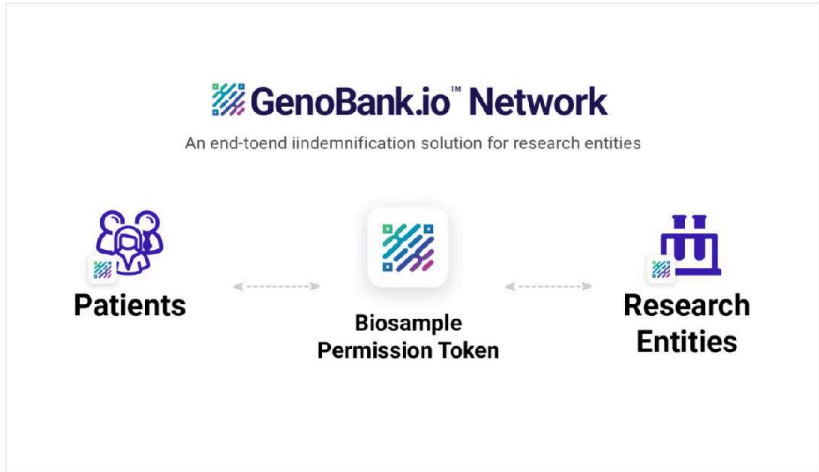 GenoBank.io™ Network
An end-toend iindemnification solution for research entities
Patients
Biosample
Permission Token
Research
Entities